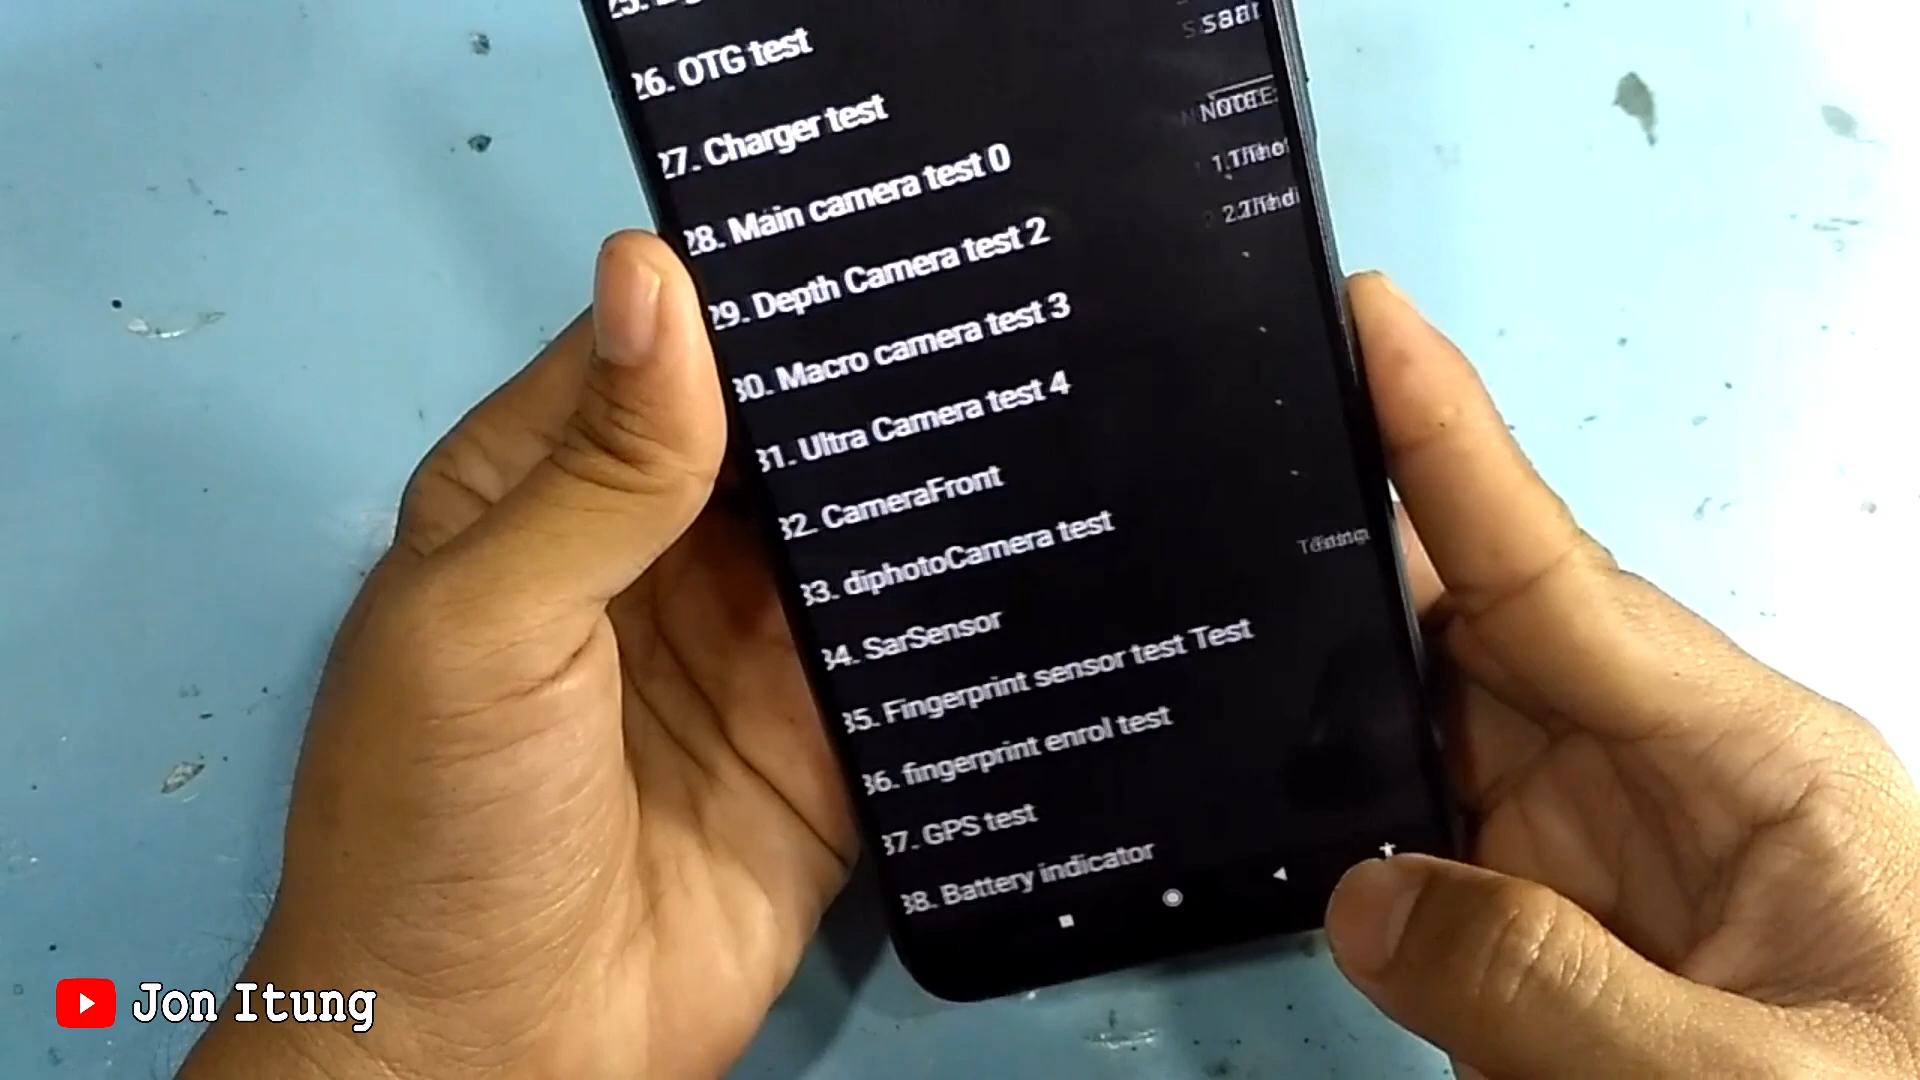 26. OTG test
27. Charger test
28. Main camera test 0
29. Depth Camera test 2
30. Macro camera test 3
31. Ultra Camera test 4
32. CameraFront
33. diphotoCamera test
34. SarSensor
35. Fingerprint sensor test Test
36. fingerprint enrol test
37. GPS test
38. Battery indicator
NOTE:
Jon Itung